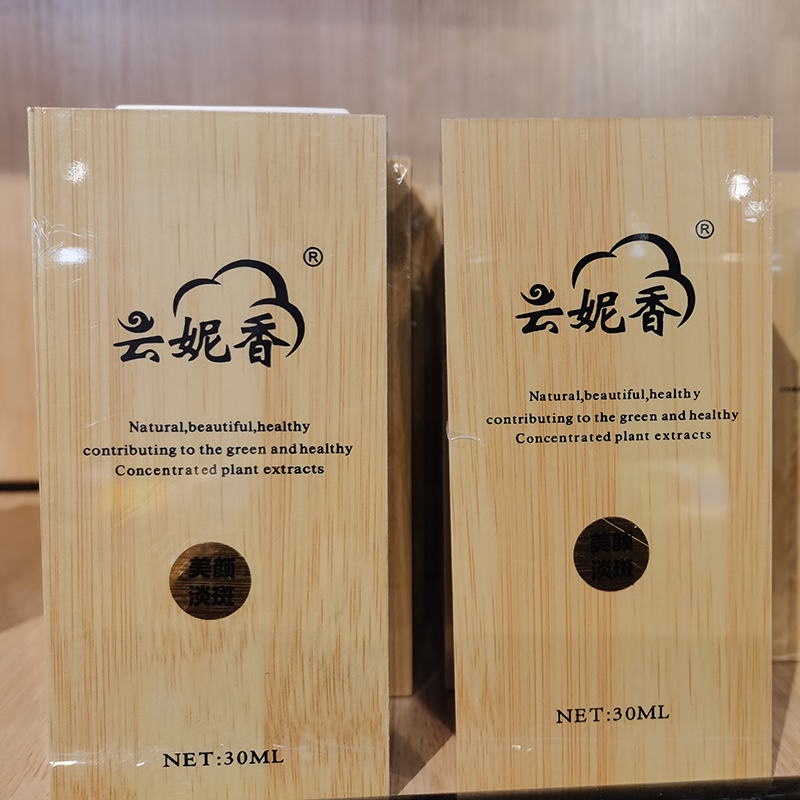 云妮香®
Natural,beautiful,healthy
contributing to the green and healthy
Concentrated plant extracts
美颜
淡斑
NET:30ML
云妮香®
Natural,beautiful,healthy
contributing to the green and healthy
Concentrated plant extracts
美颜
淡斑
NET:30ML